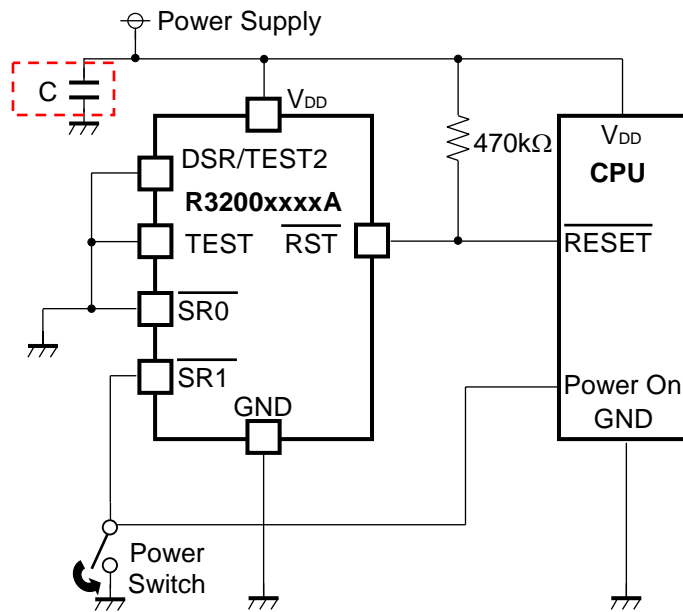 Power Supply
C
VDD
DSR/TEST2
R3200xxxxA
TEST
RST
SR0
SR1
GND
470kΩ
VDD
CPU
RESET
Power On
GND
Power
Switch